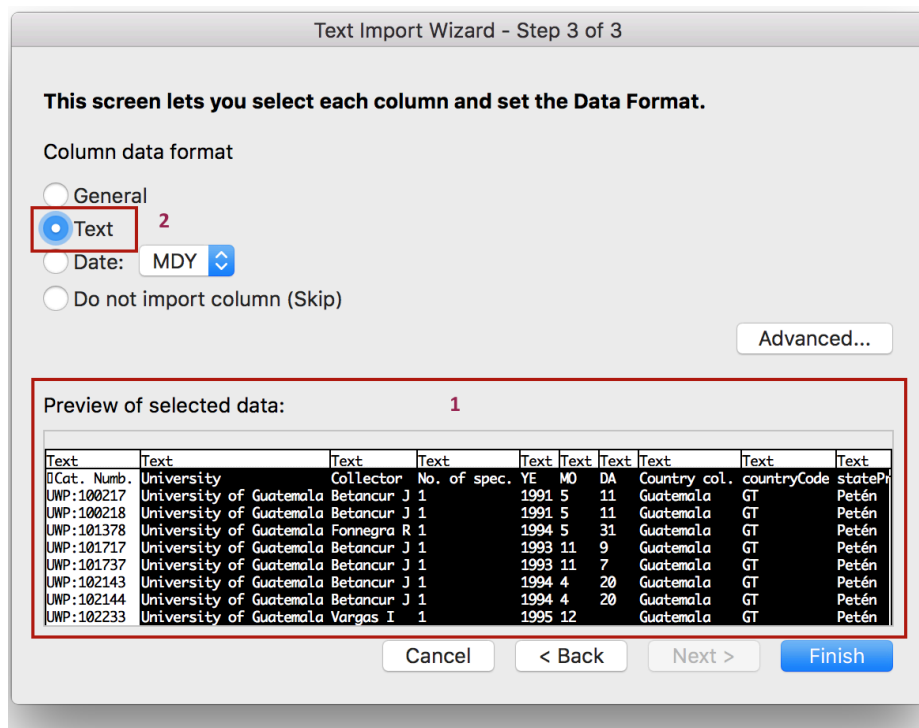 Text Import Wizard - Step 3 of 3
This screen lets you select each column and set the Data Format.
Column data format
General
Text 2
Date: MDY
Do not import column (Skip)
Advanced...
Preview of selected data: 1
Text Text Text Text Text Text Text Text Text Text
Cat. Numb. University Collector No. of spec. YE MO DA Country col. countryCode statePr
UWP:100217 University of Guatemala Betancur J 1 1991 5 11 Guatemala GT Petén
UWP:100218 University of Guatemala Betancur J 1 1991 5 11 Guatemala GT Petén
UWP:101378 University of Guatemala Fonnegra R 1 1994 5 31 Guatemala GT Petén
UWP:101717 University of Guatemala Betancur J 1 1993 11 9 Guatemala GT Petén
UWP:101737 University of Guatemala Betancur J 1 1993 11 7 Guatemala GT Petén
UWP:102143 University of Guatemala Betancur J 1 1994 4 20 Guatemala GT Petén
UWP:102144 University of Guatemala Betancur J 1 1994 4 20 Guatemala GT Petén
UWP:102233 University of Guatemala Vargas I 1 1995 12 Guatemala GT Petén
Cancel < Back Next > Finish